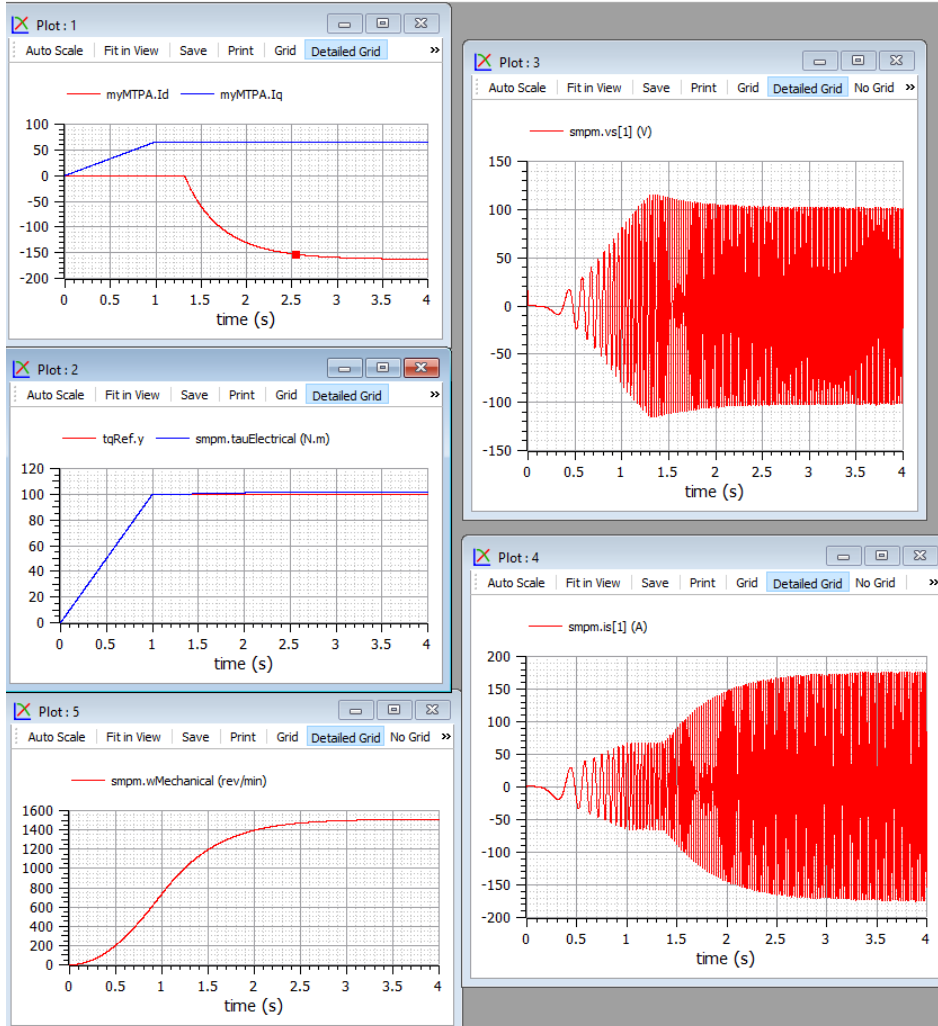 Plot : 1
Auto Scale Fit in View Save Print Grid Detailed Grid »
myMTPA.Id myMTPA.Iq
100
50
0
-50
-100
-150
-200
0 0.5 1 1.5 2 2.5 3 3.5 4
time (s)
Plot : 2
Auto Scale Fit in View Save Print Grid Detailed Grid »
tqRef.y smpm.tauElectrical (N.m)
120
100
80
60
40
20
0
0 0.5 1 1.5 2 2.5 3 3.5 4
time (s)
Plot : 5
Auto Scale Fit in View Save Print Grid Detailed Grid No Grid »
smpm.wMechanical (rev/min)
1600
1400
1200
1000
800
600
400
200
0
0 0.5 1 1.5 2 2.5 3 3.5 4
time (s)
Plot : 3
Auto Scale Fit in View Save Print Grid Detailed Grid No Grid »
smpm.vs[1] (V)
150
100
50
0
-50
-100
-150
0 0.5 1 1.5 2 2.5 3 3.5 4
time (s)
Plot : 4
Auto Scale Fit in View Save Print Grid Detailed Grid No Grid »
smpm.is[1] (A)
200
150
100
50
0
-50
-100
-150
-200
0 0.5 1 1.5 2 2.5 3 3.5 4
time (s)